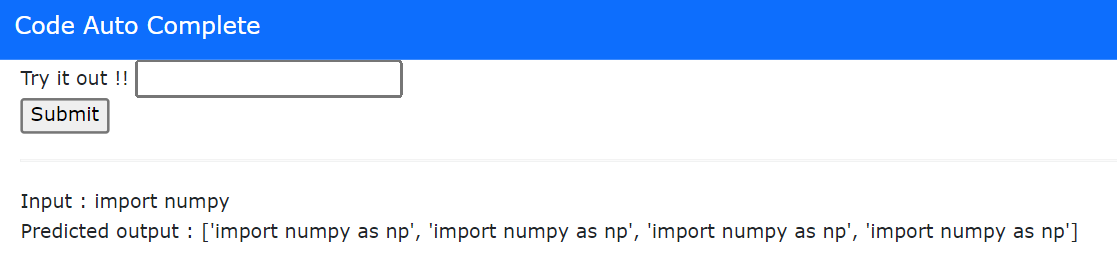 Code Auto Complete
Try it out !!
Submit
Input : import numpy
Predicted output : ['import numpy as np', 'import numpy as np', 'import numpy as np', 'import numpy as np']